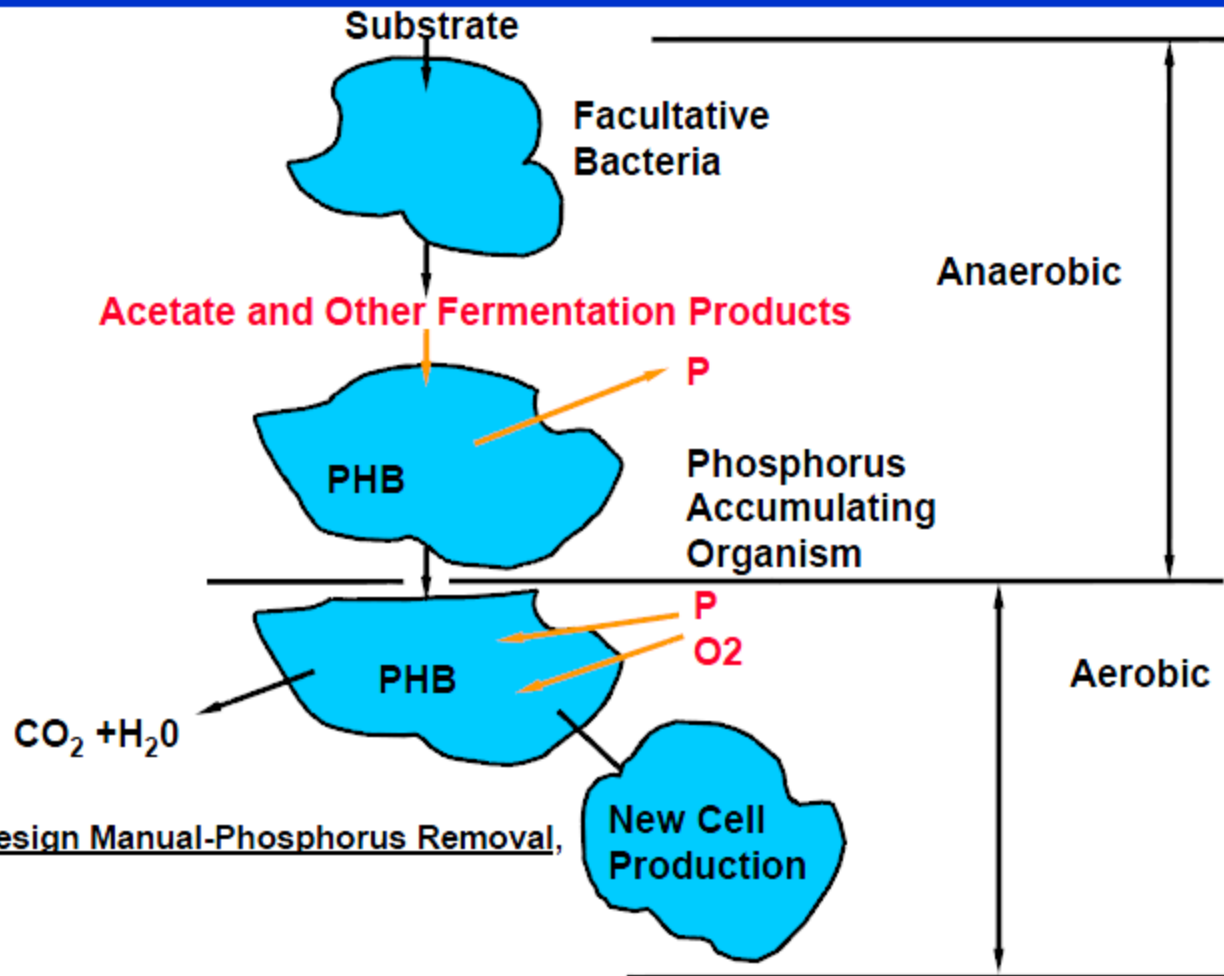 Substrate
Facultative
Bacteria
Anaerobic
Acetate and Other Fermentation Products
P
PHB
Phosphorus
Accumulating
Organism
P
O2
PHB
Aerobic
CO₂ +H₂0
New Cell
Production
Manual-Phosphorus Removal,